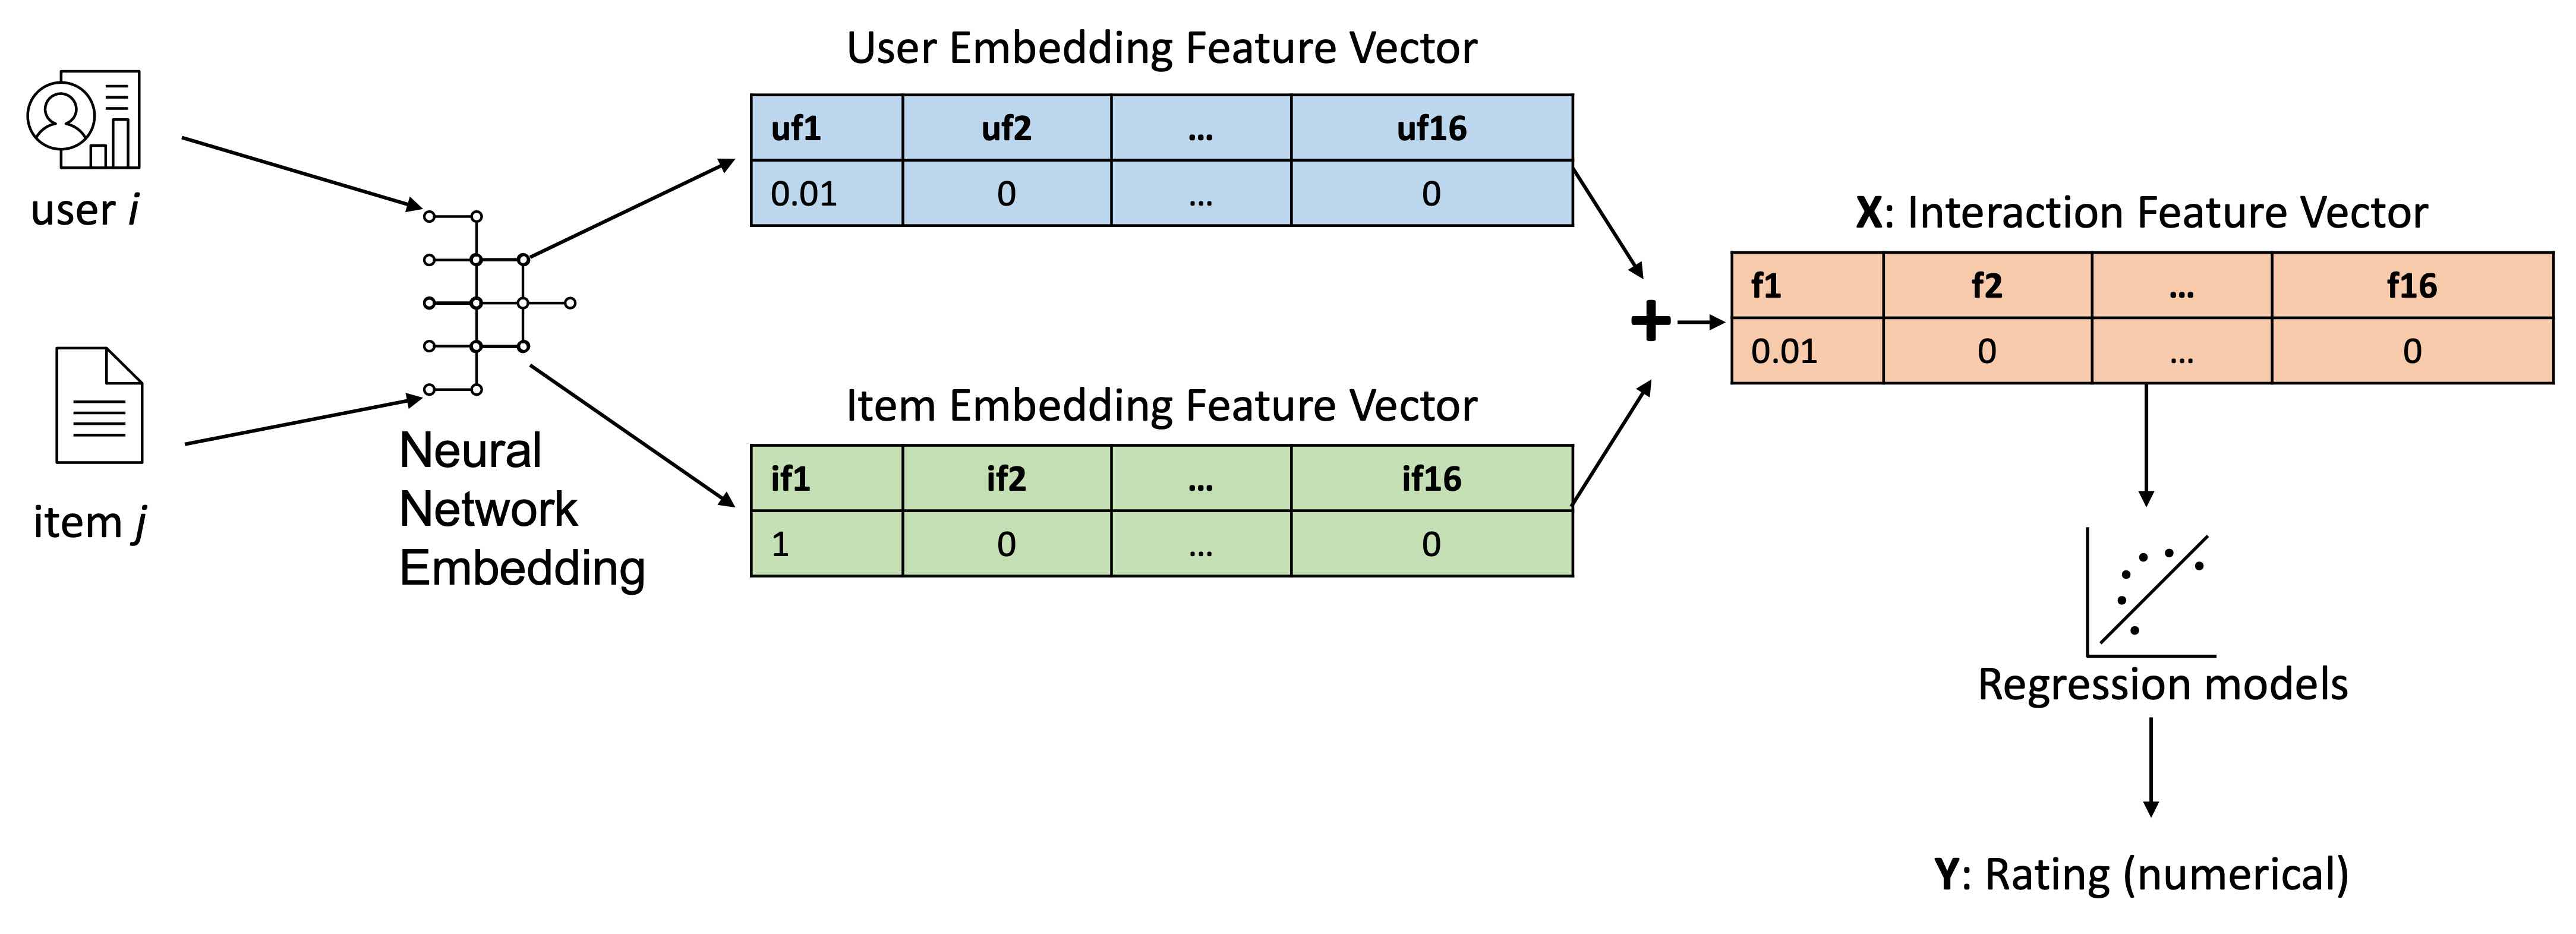 User Embedding Feature Vector
uf1 uf2 ... uf16
0.01 0 ... 0
user i
X: Interaction Feature Vector
f1 f2 ... f16
0.01 0 ... 0
+
Item Embedding Feature Vector
if1 if2 ... if16
1 0 ... 0
item j
Neural
Network
Embedding
Regression models
Y: Rating (numerical)